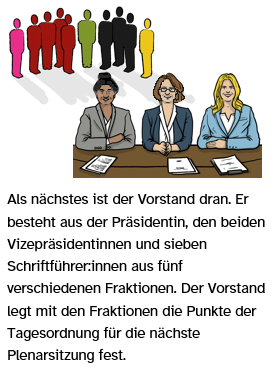 Als nächstes ist der Vorstand dran. Er
besteht aus der Präsidentin, den beiden
Vizepräsidentinnen und sieben
Schriftführer:innen aus fünf
verschiedenen Fraktionen. Der Vorstand
legt mit den Fraktionen die Punkte der
Tagesordnung für die nächste
Plenarsitzung fest.